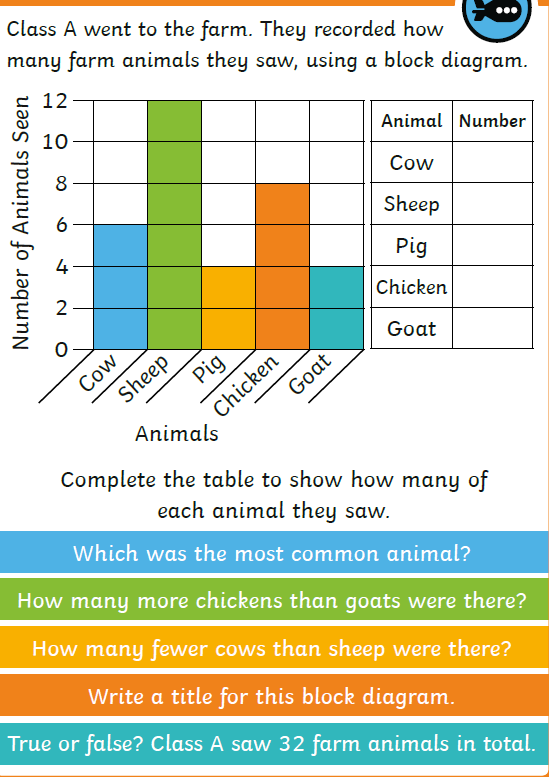 Class A went to the farm. They recorded how
many farm animals they saw, using a block diagram.
Number of Animals Seen
12
10
8
6
4
2
0
Cow
Sheep
Pig
Chicken
Goat
Animals
Animal Number
Cow
Sheep
Pig
Chicken
Goat
Complete the table to show how many of
each animal they saw.
Which was the most common animal?
How many more chickens than goats were there?
How many fewer cows than sheep were there?
Write a title for this block diagram.
True or false? Class A saw 32 farm animals in total.